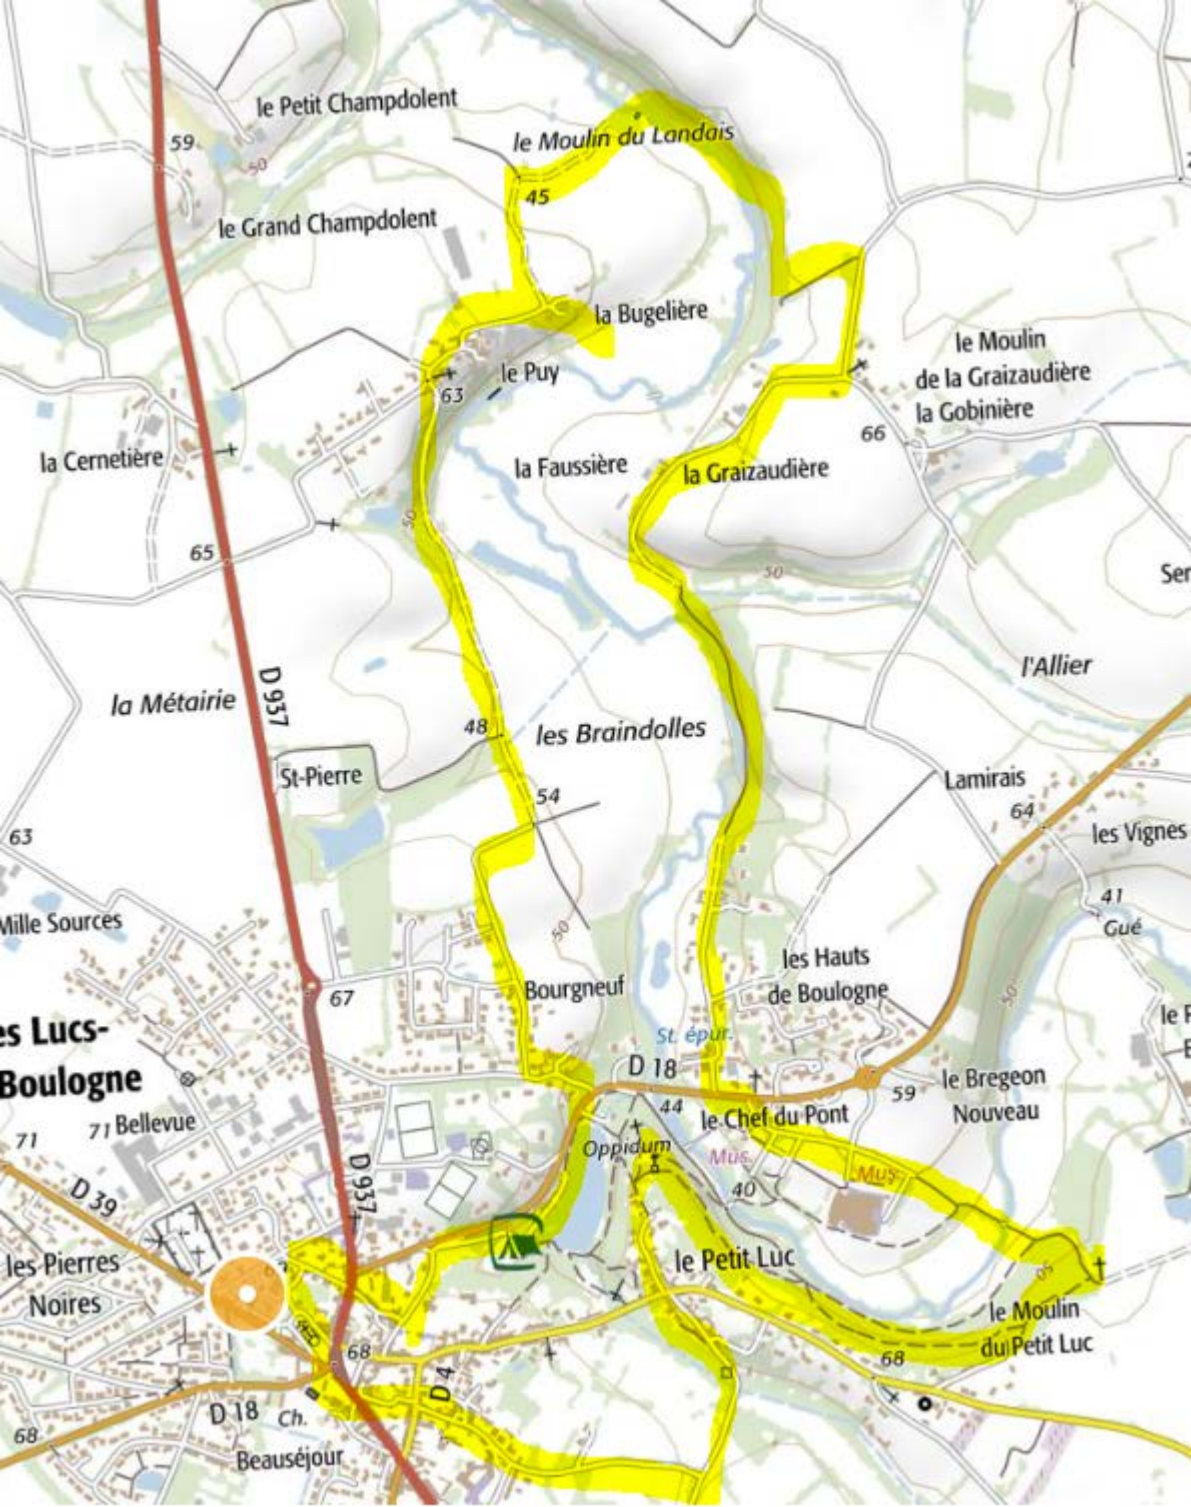 le Petit Champdolent
59
50
le Moulin du Landais
45
le Grand Champdolent
la Bugelière
le Puy
63
le Moulin
de la Graizaudière
la Gobinière
66
la Cernetière
la Faussière
la Graizaudière
50
65
50
Ser
l'Allier
la Métairie
D 937
48
les Braindolles
St-Pierre
54
Lamirais
64
les Vignes
63
41
Gué
Mille Sources
50
les Hauts
de Boulogne
50
Bourgneuf
67
es Lucs-
Boulogne
St. épur.
D 18
44
le Chef du Pont
59
le Bregeon
Nouveau
71
71 Bellevue
Oppidum
Mus.
Mus.
40
D 39
D 937
les Pierres
Noires
le Petit Luc
50
le Moulin
du Petit Luc
68
68
D 4
D 18
Ch.
68
Beauséjour